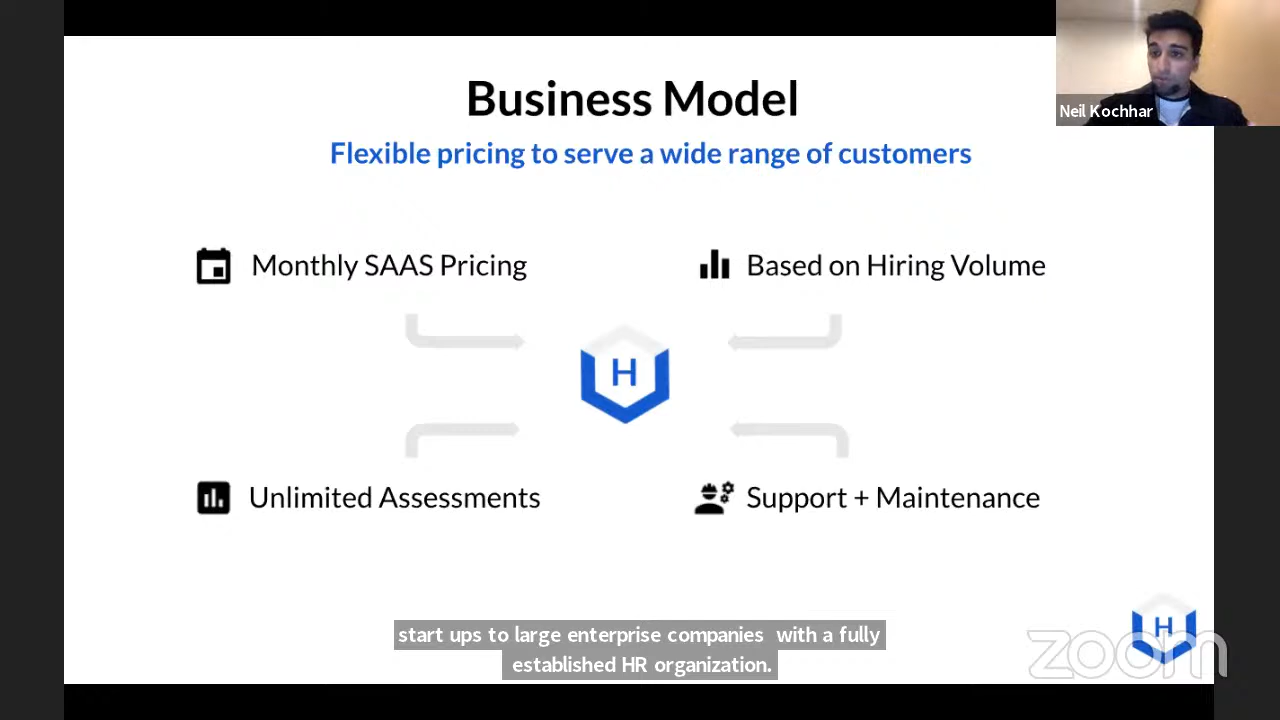 Business Model
Flexible pricing to serve a wide range of customers
Neil Kochhar
Monthly SAAS Pricing
Based on Hiring Volume
H
Unlimited Assessments
Support + Maintenance
start ups to large enterprise companies with a fully
established HR organization.
H
zoom